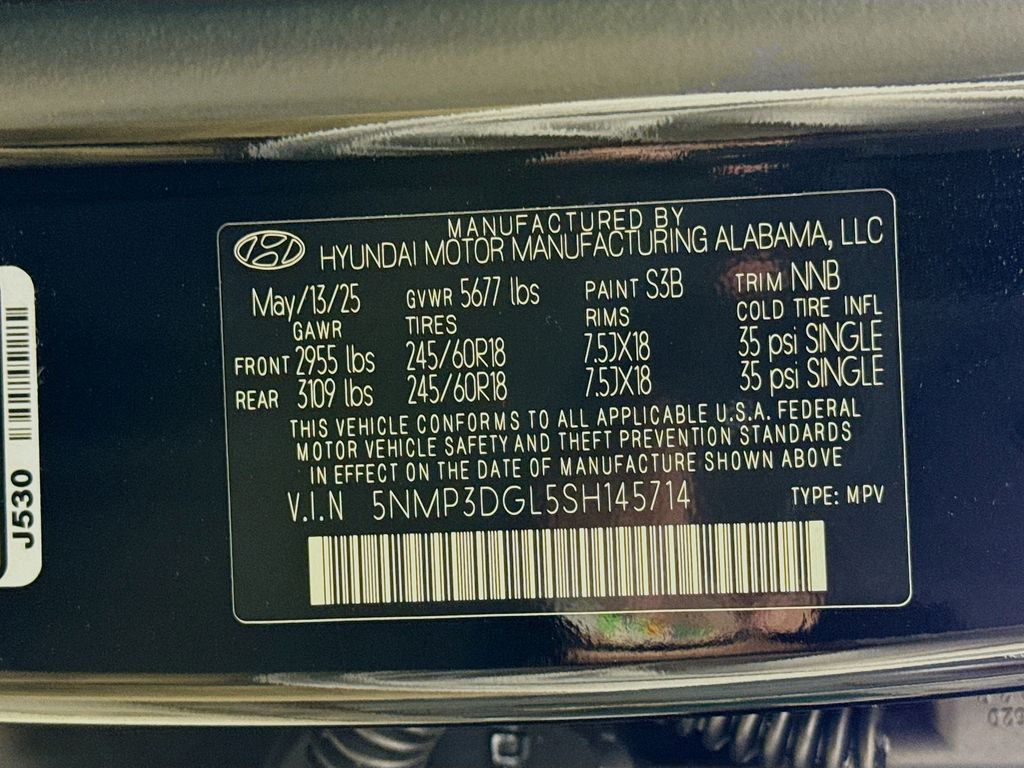 MANUFACTURED BY
HYUNDAI MOTOR MANUFACTURING ALABAMA, LLC
May/13/25 GVWR 5677 lbs PAINT S3B TRIM NNB
GAWR TIRES RIMS COLD TIRE INFL
FRONT 2955 lbs 245/60R18 7.5JX18 35 psi SINGLE
REAR 3109 lbs 245/60R18 7.5JX18 35 psi SINGLE
THIS VEHICLE CONFORMS TO ALL APPLICABLE U.S.A. FEDERAL
MOTOR VEHICLE SAFETY AND THEFT PREVENTION STANDARDS
IN EFFECT ON THE DATE OF MANUFACTURE SHOWN ABOVE
V.I.N 5NMP3DGL5SH145714 TYPE: MPV
J530